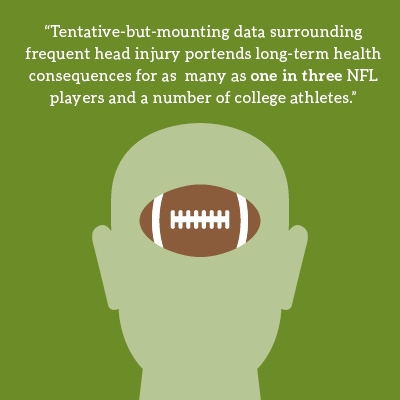 “Tentative-but-mounting data surrounding
frequent head injury portends long-term health
consequences for as many as one in three NFL
players and a number of college athletes.”